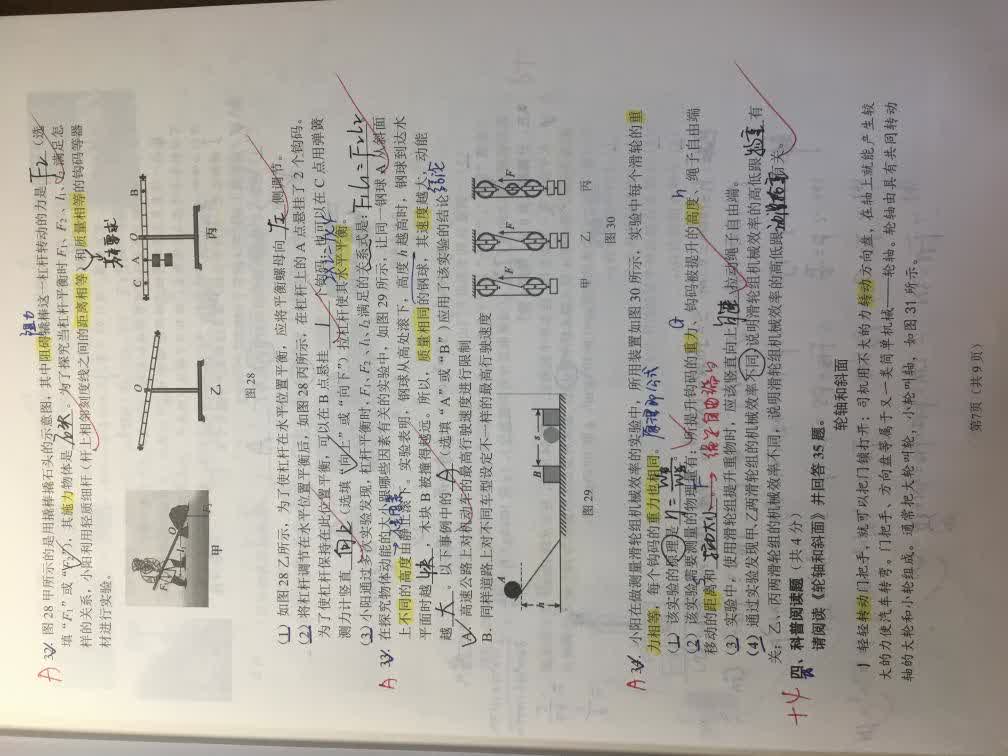 32. 图 28 甲所示的是用撬棒撬石头的示意图，其中阻碍撬棒这一杠杆转动的力是 F2 （选
阻力
填“F₁”或“F₂”），其施力物体是 石头 。为了探究当杠杆平衡时 F₁、F₂、l₁、l₂满足怎
样的关系，小阳利用轻质细杆（杆上相邻刻度线之间的距离相等）和质量相等的钩码等器
材进行实验。
甲
乙
C A O B
丙
图 28
（1）如图 28 乙所示，为了使杠杆在水平位置平衡，应将平衡螺母向 左 侧调节。
（2）将杠杆调节在水平位置平衡后，如图 28 丙所示，在杠杆上的 A 点悬挂了 2 个钩码。
为了使杠杆保持在此位置平衡，可以在 B 点悬挂 1 个钩码；也可以在 C 点用弹簧
测力计竖直 向上 （选填“向上”或“向下”）拉杠杆使其水平平衡。
（3）小阳通过多次实验发现，杠杆平衡时，F₁、F₂、l₁、l₂满足的关系式是：F1l1=F2l2
33. 在探究物体动能的大小跟哪些因素有关的实验中，如图 29 所示，让同一钢球 A 从斜面
上不同的高度由静止滚下。实验表明，钢球从高处滚下，高度 h 越高时，钢球到达水
平面时越 快 ，木块 B 被撞得越远。所以，质量相同的钢球，其速度越大，动能
越 大 。以下事例中的 A （选填“A”或“B”）应用了该实验的结论
结论
A. 高速公路上对机动车的最高行驶速度进行限制
B. 同样道路上对不同车型设定不一样的最高行驶速度
A
h
B
s
图 29
F
甲
F
乙
F
丙
图 30
34. 小阳在做测量滑轮组机械效率的实验中，所用装置如图 30 所示，实验中每个滑轮的重
力相等，每个钩码的重力也相同。
原理即公式
（1）该实验的原理是
（2）该实验需要测量的物理量有：所提升钩码的重力、钩码被提升的高度、绳子自由端
G
h
移动的距离和 拉力大小
绳子自由端的
（3）实验中，使用滑轮组提升重物时，应该竖直向上 匀速 拉动绳子自由端。
（4）通过实验发现甲乙两滑轮组的机械效率不同，说明滑轮组机械效率的高低跟 物重 有
关；乙、丙两滑轮组的机械效率不同，说明滑轮组机械效率的高低跟 动滑轮重 有关。
+4
四、科普阅读题（共 4 分）
请阅读《轮轴和斜面》并回答 35 题。
轮轴和斜面
轻轻转动门把手，就可以把门锁打开；司机用不大的力转动方向盘，在轴上就能产生较
大的力使汽车转弯。门把手、方向盘等属于又一类简单机械——轮轴。轮轴由具有共同转动
轴的大轮和小轮组成。通常把大轮叫轮，小轮叫轴，如图 31 所示。
第7页（共 9 页）